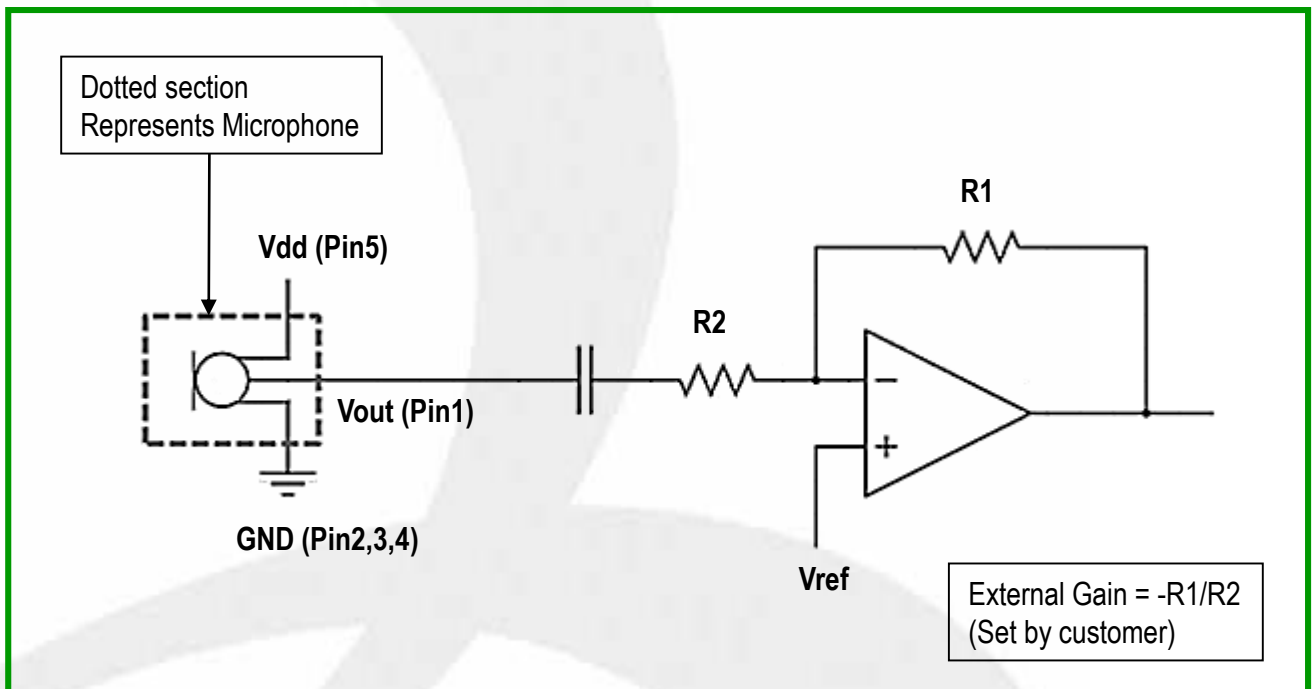 Dotted section
Represents Microphone
R1
Vdd (Pin5)
R2
Vout (Pin1)
GND (Pin2,3,4)
Vref
External Gain = -R1/R2
(Set by customer)